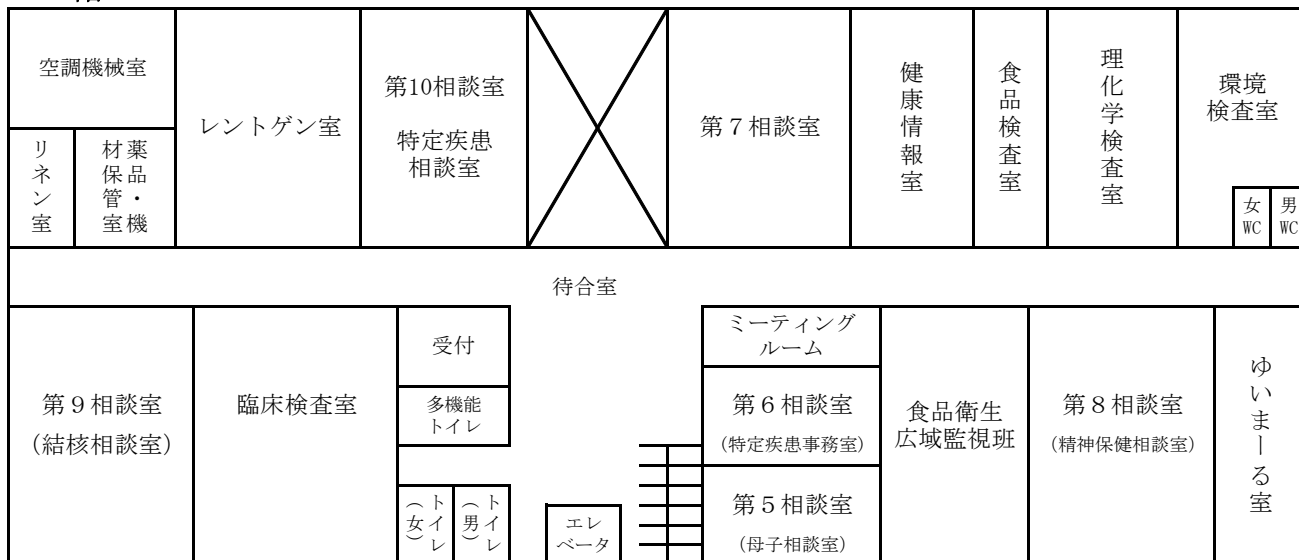 空調機械室
リネン室
薬品・機
材保管室
レントゲン室
第10相談室
特定疾患
相談室
第７相談室
健康情報室
食品検査室
理化学検査室
環境
検査室
女
WC
男
WC
待合室
第９相談室
(結核相談室)
臨床検査室
受付
多機能
トイレ
トイレ
(女)
トイレ
(男)
エレ
ベータ
ミーティング
ルーム
第６相談室
(特定疾患事務室)
第５相談室
(母子相談室)
食品衛生
広域監視班
第８相談室
(精神保健相談室)
ゆいまーる室